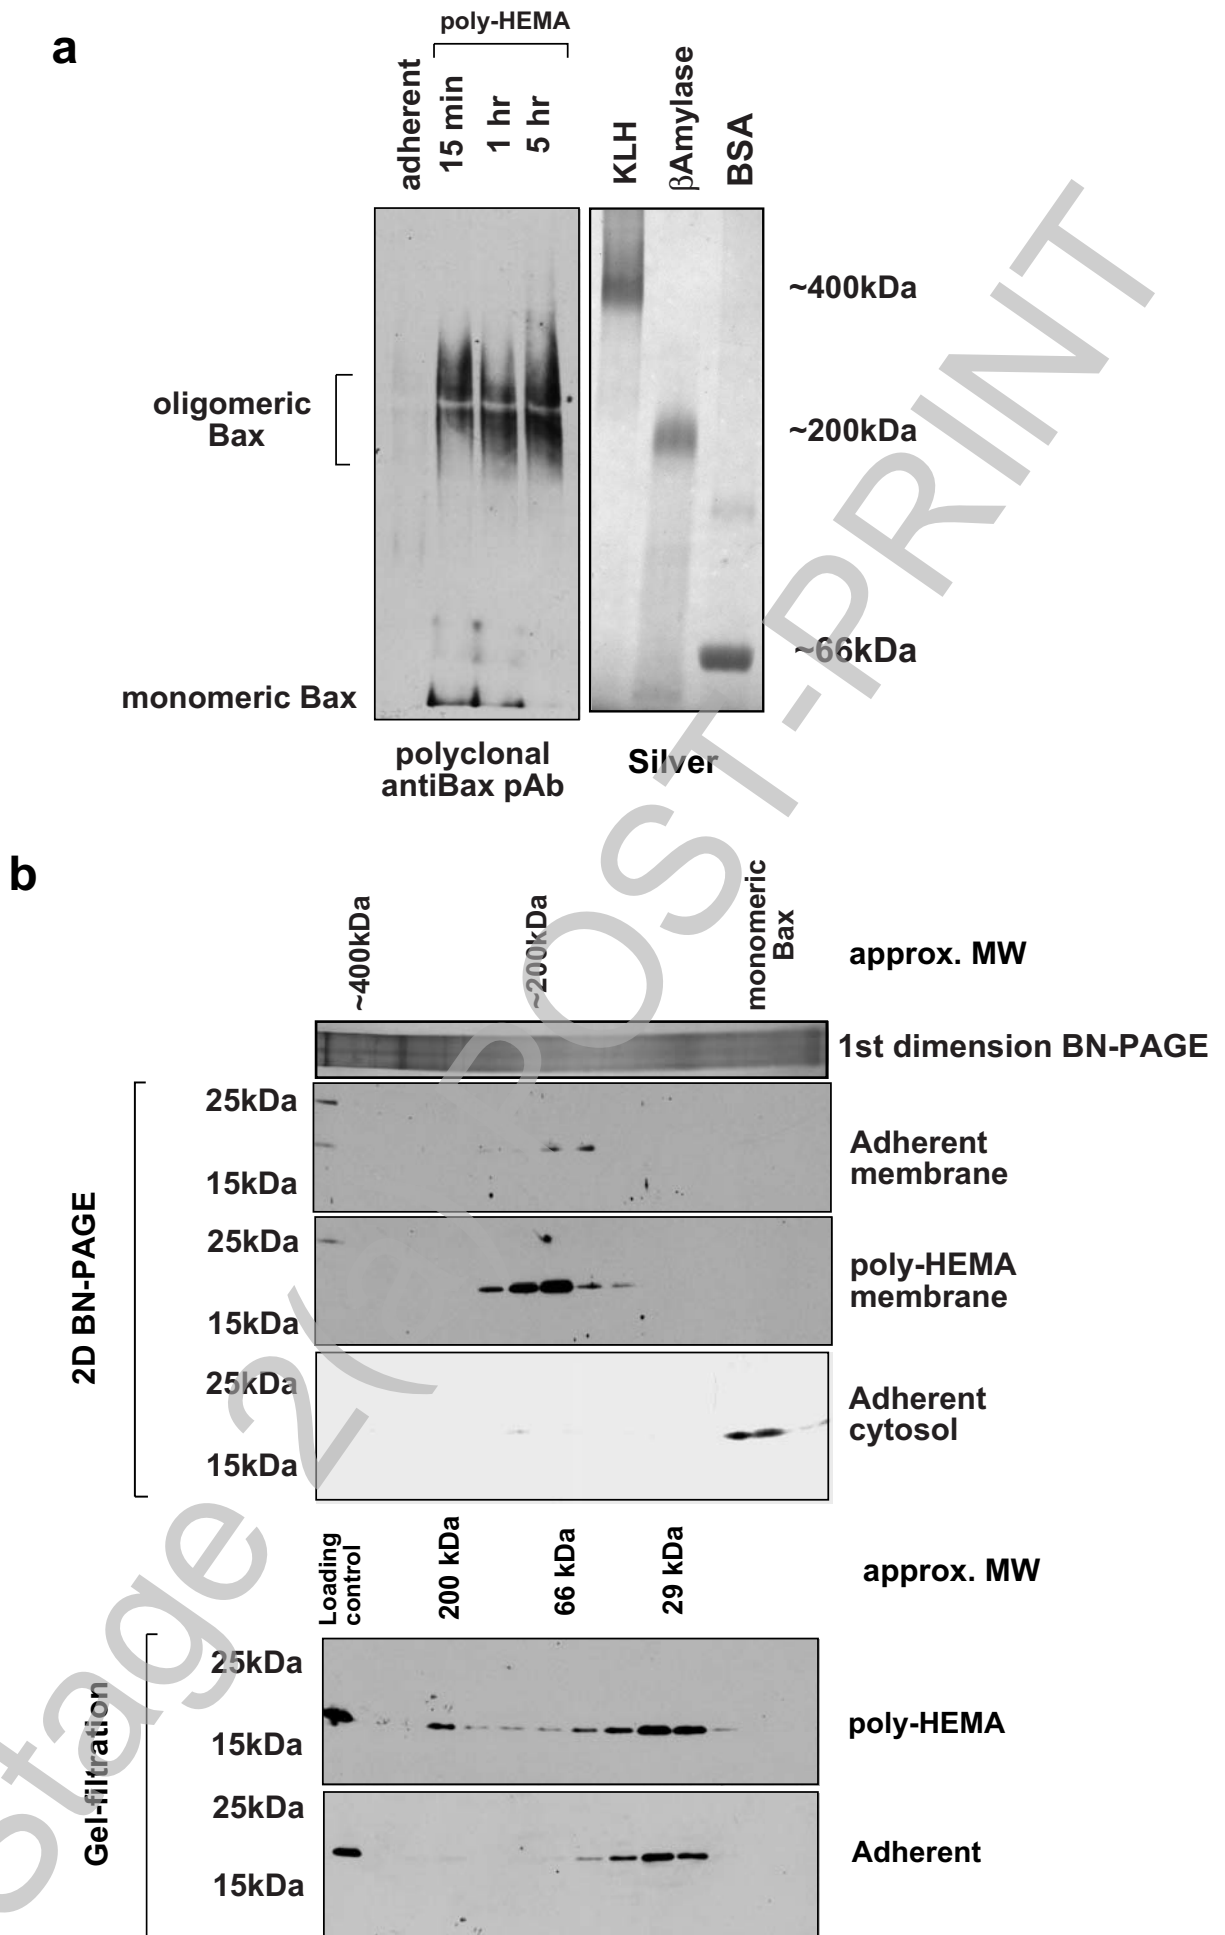 a
poly-HEMA
adherent
15 min
1 hr
5 hr
KLH
βAmylase
BSA
~400kDa
oligomeric
Bax
~200kDa
~66kDa
monomeric Bax
polyclonal
antiBax pAb
Silver
b
~400kDa
~200kDa
monomeric
Bax
approx. MW
1st dimension BN-PAGE
2D BN-PAGE
25kDa
15kDa
Adherent
membrane
25kDa
15kDa
poly-HEMA
membrane
25kDa
15kDa
Adherent
cytosol
Loading
control
200 kDa
66 kDa
29 kDa
approx. MW
Gel-filtration
25kDa
15kDa
poly-HEMA
25kDa
15kDa
Adherent
Stage 2(a) POST-PRINT